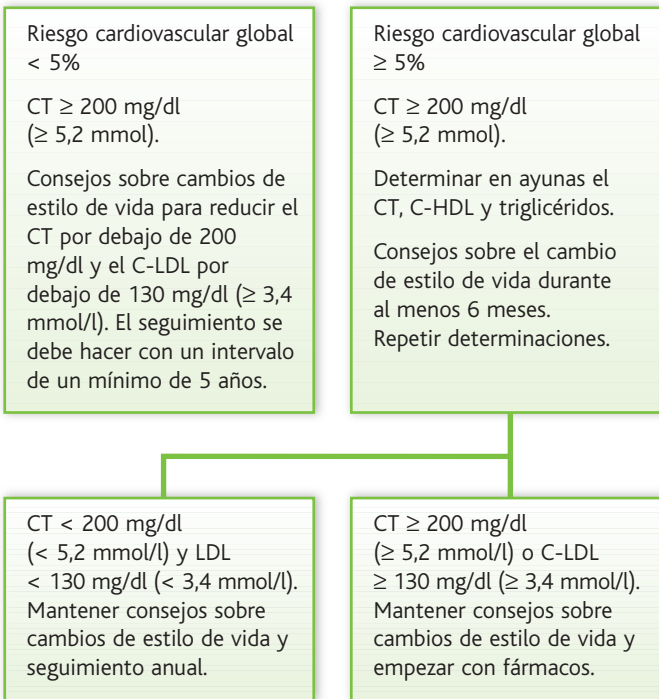 Riesgo cardiovascular global
< 5%
CT ≥ 200 mg/dl
(≥ 5,2 mmol).
Consejos sobre cambios de
estilo de vida para reducir el
CT por debajo de 200
mg/dl y el C-LDL por
debajo de 130 mg/dl (≥ 3,4
mmol/l). El seguimiento se
debe hacer con un intervalo
de un mínimo de 5 años.
Riesgo cardiovascular global
≥ 5%
CT ≥ 200 mg/dl
(≥ 5,2 mmol).
Determinar en ayunas el
CT, C-HDL y triglicéridos.
Consejos sobre el cambio
de estilo de vida durante
al menos 6 meses.
Repetir determinaciones.
CT < 200 mg/dl
(< 5,2 mmol/l) y LDL
< 130 mg/dl (< 3,4 mmol/l).
Mantener consejos sobre
cambios de estilo de vida y
seguimiento anual.
CT ≥ 200 mg/dl
(≥ 5,2 mmol/l) o C-LDL
≥ 130 mg/dl (≥ 3,4 mmol/l).
Mantener consejos sobre
cambios de estilo de vida y
empezar con fármacos.